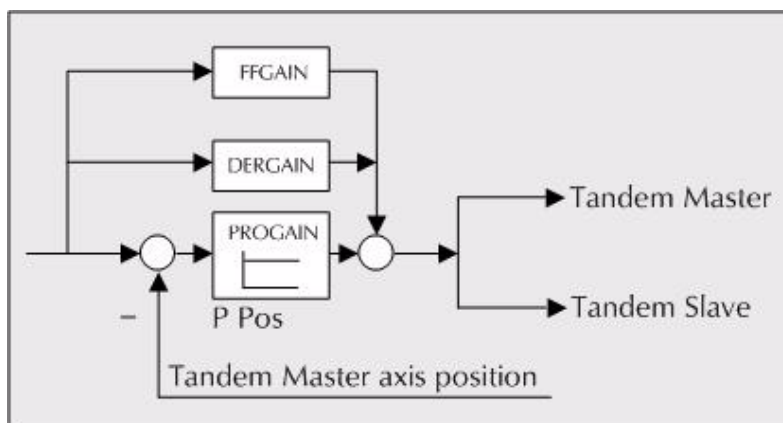 FFGAIN
DERGAIN
PROGAIN
–
P Pos
Tandem Master
Tandem Slave
Tandem Master axis position